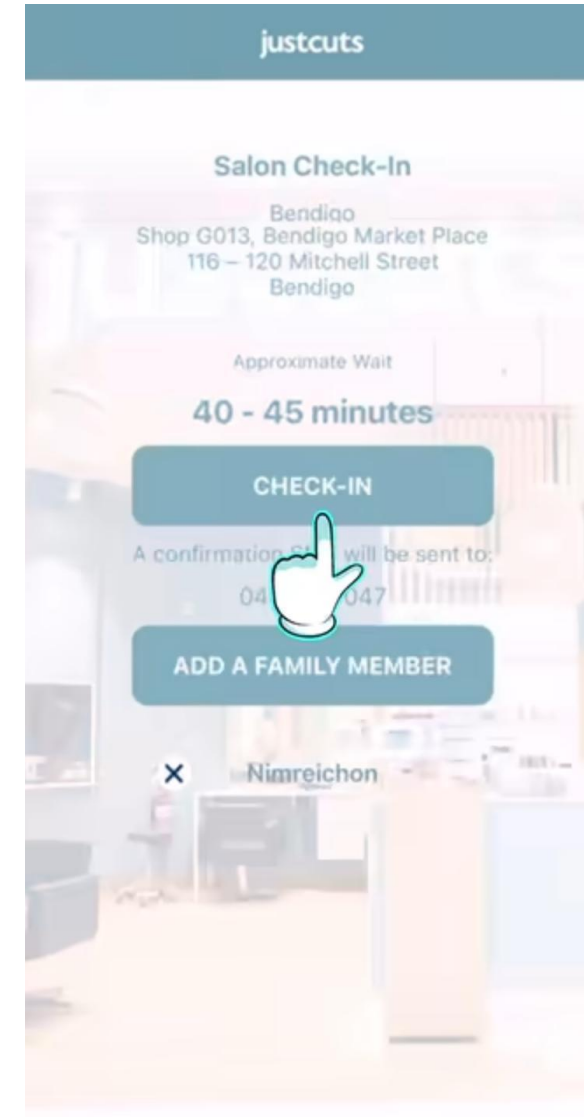 justcuts
Salon Check-In
Bendigo
Shop G013, Bendigo Market Place
116 – 120 Mitchell Street
Bendigo
Approximate Wait
40 - 45 minutes
CHECK-IN
A confirmation will be sent to:
04 047
ADD A FAMILY MEMBER
Nimreichon